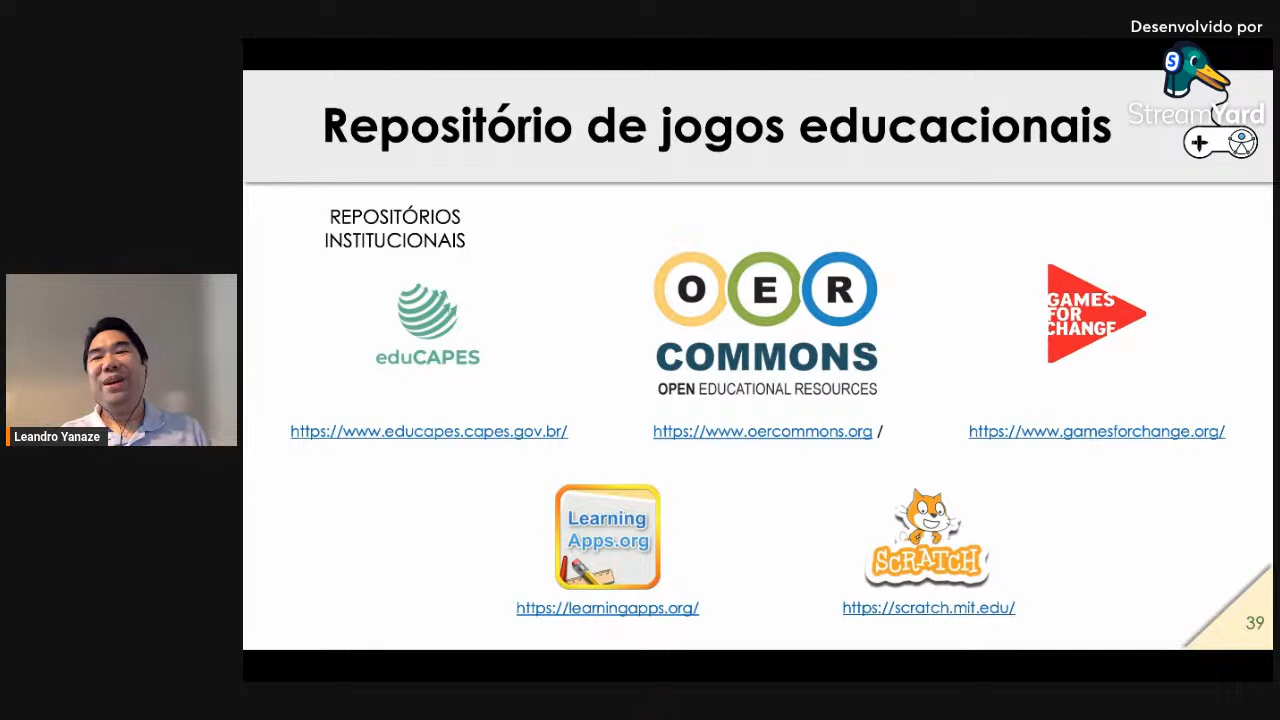 Desenvolvido por
StreamYard
Repositório de jogos educacionais
REPOSITÓRIOS
INSTITUCIONAIS
eduCAPES
https://www.educapes.capes.gov.br/
O E R
COMMONS
OPEN EDUCATIONAL RESOURCES
https://www.oercommons.org /
GAMES
FOR
CHANGE
https://www.gamesforchange.org/
Leandro Yanaze
Learning
Apps.org
https://learningapps.org/
SCRATCH
https://scratch.mit.edu/
39